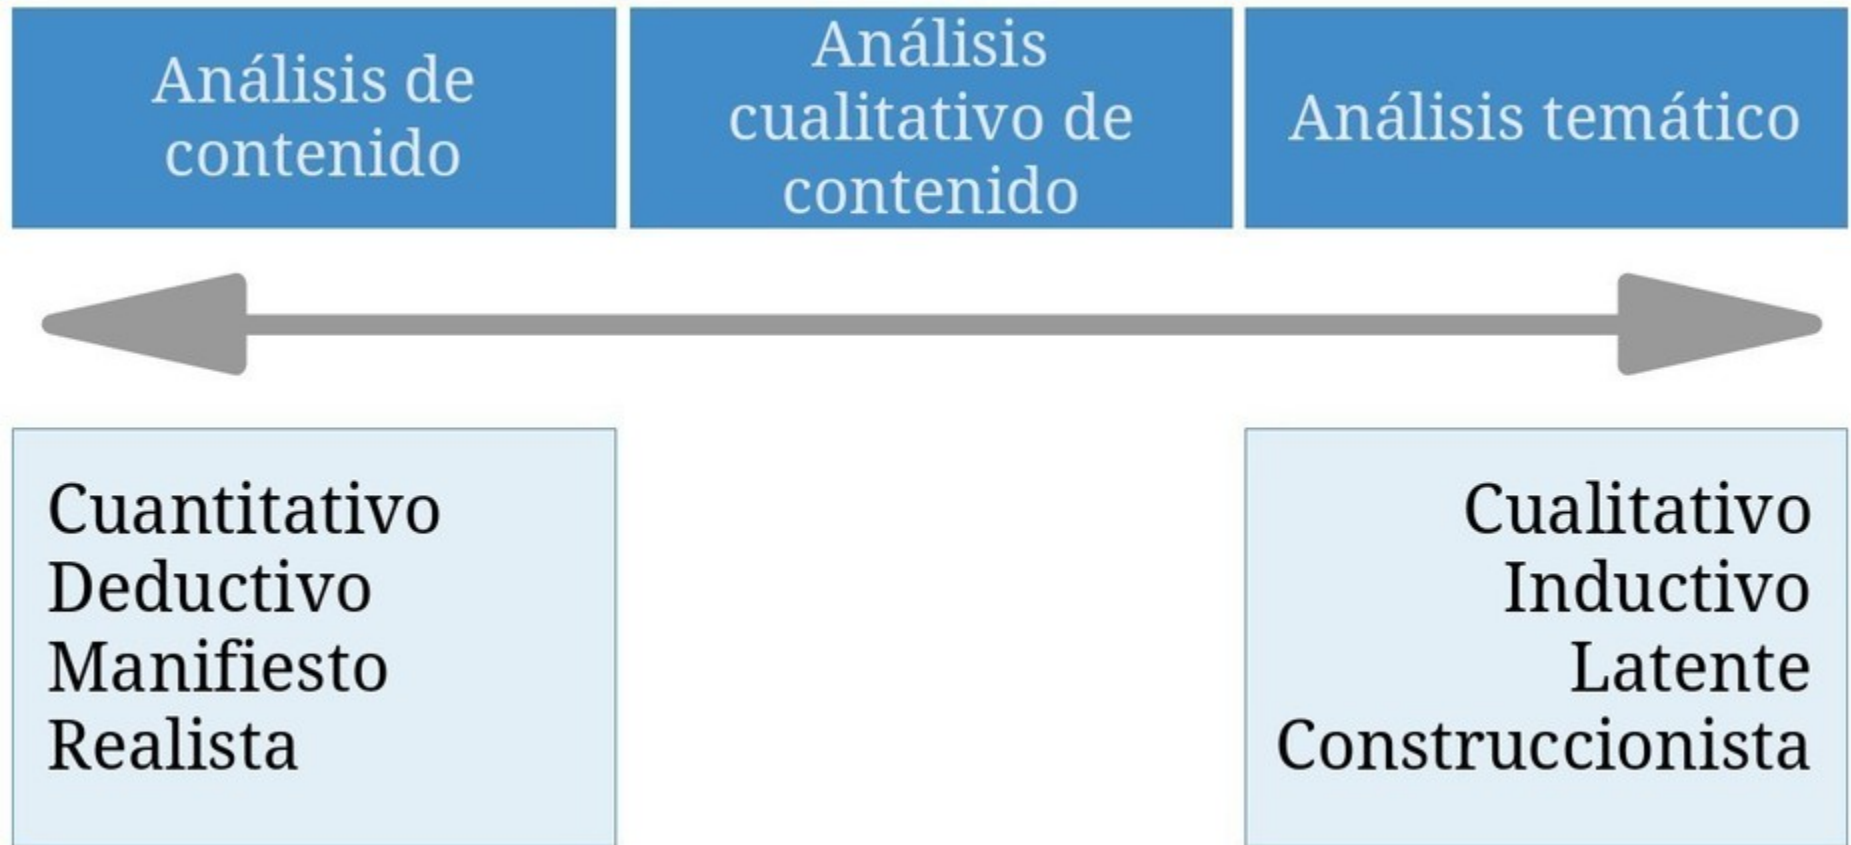 Análisis de
contenido
Análisis
cualitativo de
contenido
Análisis temático
Cuantitativo
Deductivo
Manifiesto
Realista
Cualitativo
Inductivo
Latente
Construccionista